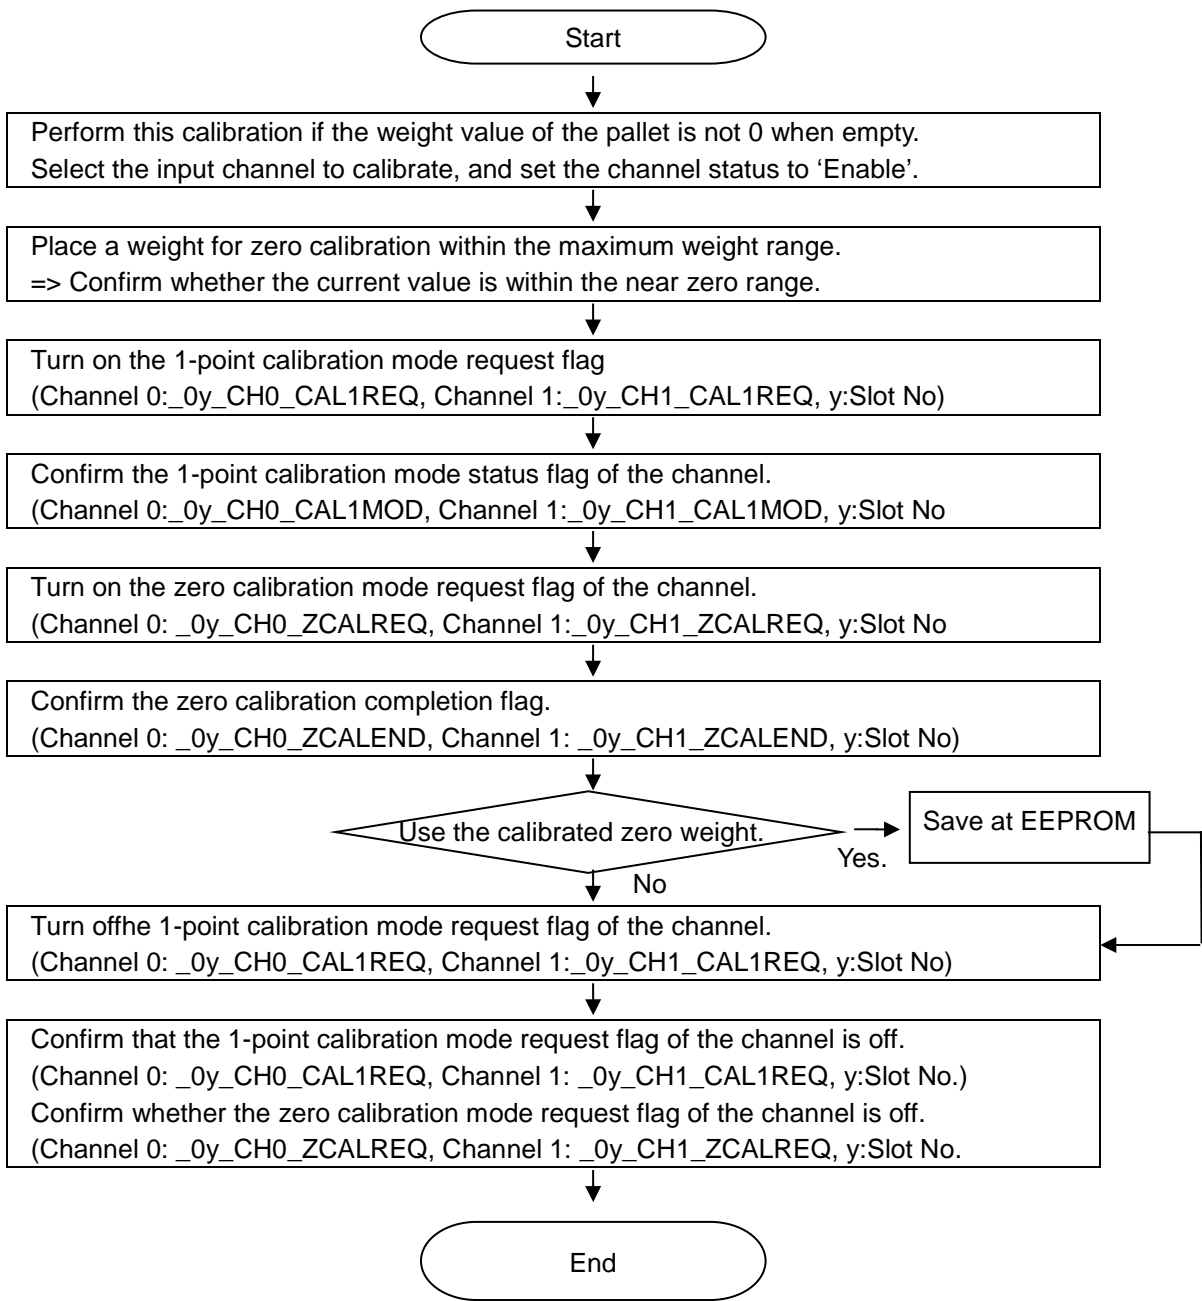 Start
Perform this calibration if the weight value of the pallet is not 0 when empty.
Select the input channel to calibrate, and set the channel status to ‘Enable’.
Place a weight for zero calibration within the maximum weight range.
=> Confirm whether the current value is within the near zero range.
Turn on the 1-point calibration mode request flag
(Channel 0:_0y_CH0_CAL1REQ, Channel 1:_0y_CH1_CAL1REQ, y:Slot No)
Confirm the 1-point calibration mode status flag of the channel.
(Channel 0:_0y_CH0_CAL1MOD, Channel 1:_0y_CH1_CAL1MOD, y:Slot No
Turn on the zero calibration mode request flag of the channel.
(Channel 0: _0y_CH0_ZCALREQ, Channel 1:_0y_CH1_ZCALREQ, y:Slot No
Confirm the zero calibration completion flag.
(Channel 0: _0y_CH0_ZCALEND, Channel 1: _0y_CH1_ZCALEND, y:Slot No)
Use the calibrated zero weight.
Yes.
Save at EEPROM
No
Turn offhe 1-point calibration mode request flag of the channel.
(Channel 0: _0y_CH0_CAL1REQ, Channel 1:_0y_CH1_CAL1REQ, y:Slot No)
Confirm that the 1-point calibration mode request flag of the channel is off.
(Channel 0: _0y_CH0_CAL1REQ, Channel 1: _0y_CH1_CAL1REQ, y:Slot No.)
Confirm whether the zero calibration mode request flag of the channel is off.
(Channel 0: _0y_CH0_ZCALREQ, Channel 1: _0y_CH1_ZCALREQ, y:Slot No.
End